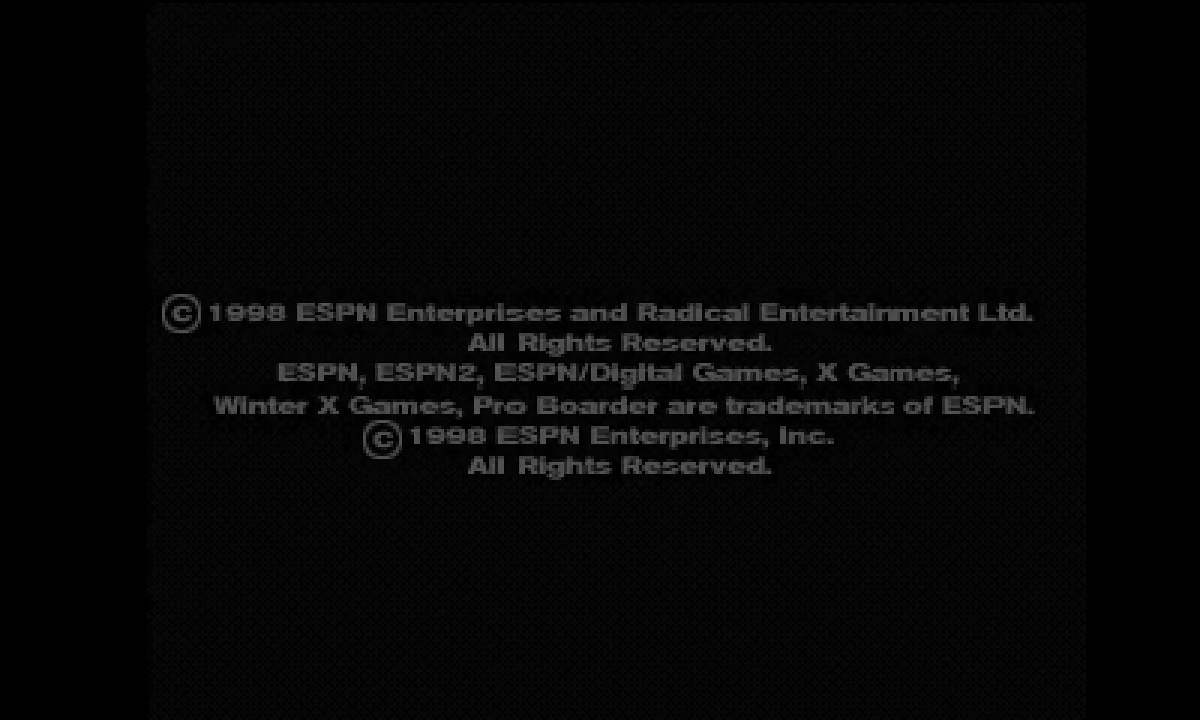 © 1998 ESPN Enterprises and Radical Entertainment Ltd.
All Rights Reserved.
ESPN, ESPN2, ESPN/Digital Games, X Games,
Winter X Games, Pro Boarder are trademarks of ESPN.
© 1998 ESPN Enterprises, Inc.
All Rights Reserved.